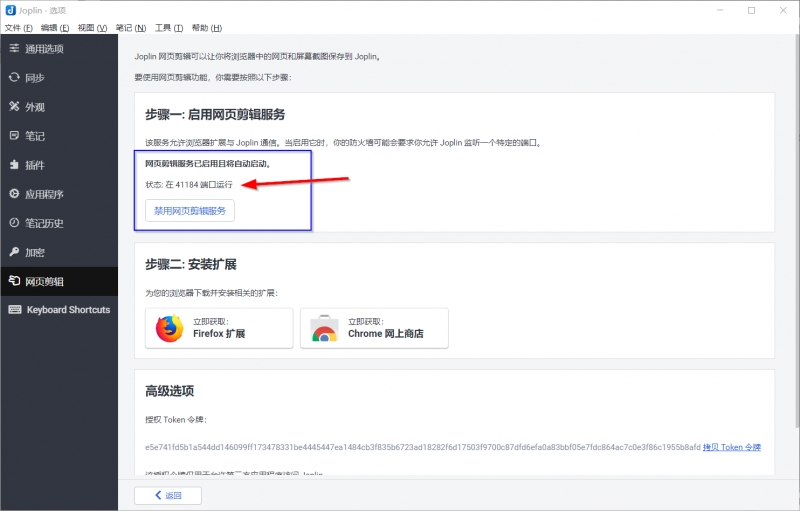 Joplin - 选项
文件 (F) 编辑 (E) 视图 (V) 笔记 (N) 工具 (T) 帮助 (H)
通用选项
同步
外观
笔记
插件
应用程序
笔记历史
加密
网页剪辑
Keyboard Shortcuts
Joplin 网页剪辑可以让你将浏览器中的网页和屏幕截图保存到 Joplin。
要使用网页剪辑功能，你需要按照以下步骤：
步骤一: 启用网页剪辑服务
该服务允许浏览器扩展与 Joplin 通信。当启用它时，你的防火墙可能会要求你允许 Joplin 监听一个特定的端口。
网页剪辑服务已启用且将自动启动。
状态: 在 41184 端口运行
禁用网页剪辑服务
步骤二: 安装扩展
为您的浏览器下载并安装相关的扩展：
立即获取：
Firefox 扩展
立即获取：
Chrome 网上商店
高级选项
授权 Token 令牌：
e5e741fd5b1a544dd146099ff173478331be4445447ea1484cb3f835b6723ad18282f6d17503f9700c87dfd6efa0a83bbf05e7fdc864ac7c0e3f86c1955b8afd 拷贝 Token 令牌
返回